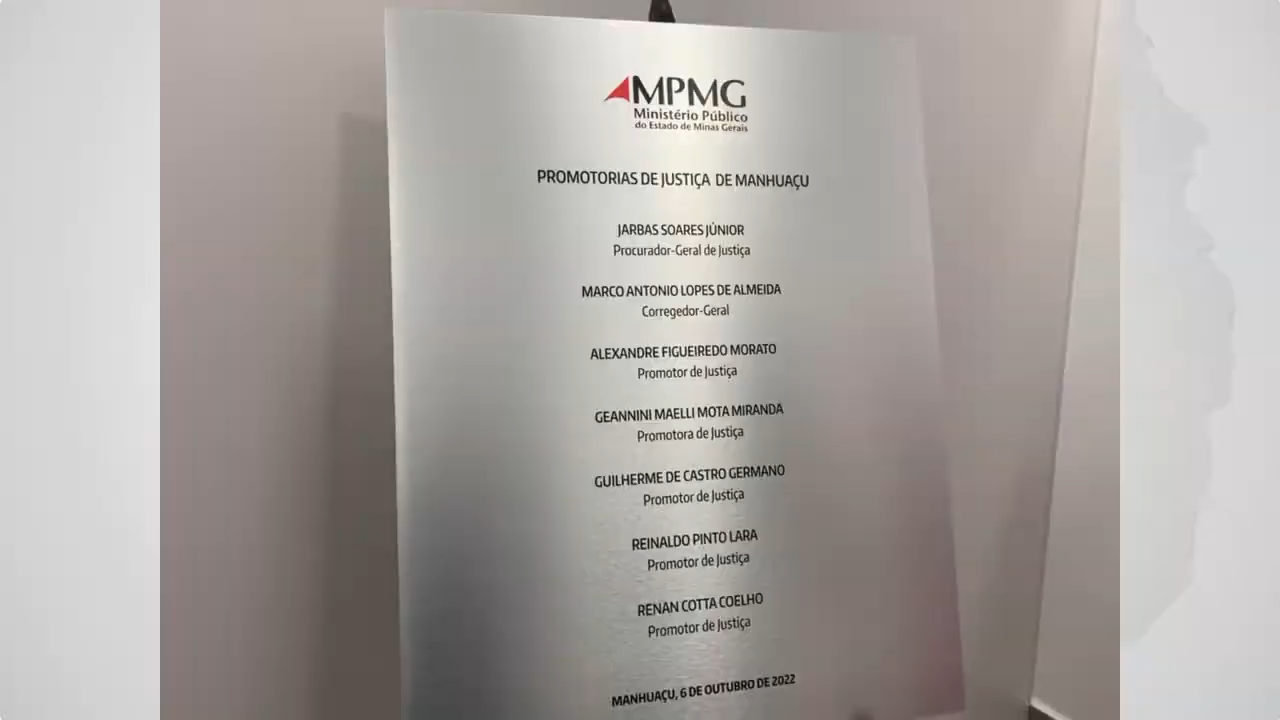 MPMG
Ministério Público
do Estado de Minas Gerais
PROMOTORIAS DE JUSTIÇA DE MANHUAÇU
JARBAS SOARES JÚNIOR
Procurador-Geral de Justiça
MARCO ANTONIO LOPES DE ALMEIDA
Corregedor-Geral
ALEXANDRE FIGUEIREDO MORATO
Promotor de Justiça
GEANNINI MAELLI MOTA MIRANDA
Promotora de Justiça
GUILHERME DE CASTRO GERMANO
Promotor de Justiça
REINALDO PINTO LARA
Promotor de Justiça
RENAN COTTA COELHO
Promotor de Justiça
MANHUAÇU, 6 DE OUTUBRO DE 2022